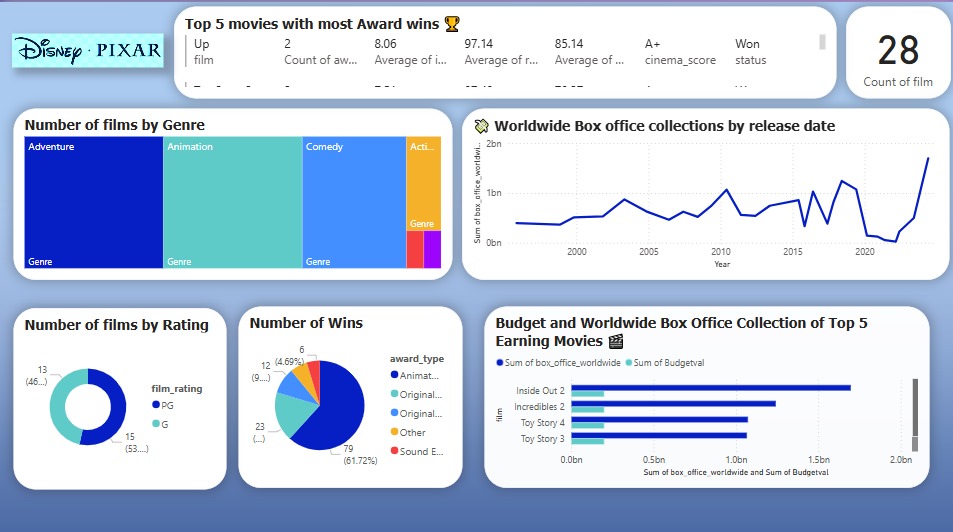 Disney · PIXAR
Top 5 movies with most Award wins 🏆
Up 2 8.06 97.14 85.14 A+ Won
film Count of aw... Average of i... Average of r... Average of ... cinema_score status
28
Count of film
Number of films by Genre
Adventure Animation Comedy Acti...
Genre
Genre Genre Genre
Worldwide Box office collections by release date
Sum of box_office_worldwi...
2bn
1bn
0bn
2000 2005 2010 2015 2020
Year
Number of films by Rating
13
(46...)
15
(53....)
film_rating
PG
G
Number of Wins
6
(4.69%)
12
(9....)
23
(...)
79
(61.72%)
award_type
Animat...
Original...
Original...
Other
Sound E...
Budget and Worldwide Box Office Collection of Top 5
Earning Movies 🎬
Sum of box_office_worldwide Sum of Budgetval
film
Inside Out 2
Incredibles 2
Toy Story 4
Toy Story 3
0.0bn 0.5bn 1.0bn 1.5bn 2.0bn
Sum of box_office_worldwide and Sum of Budgetval